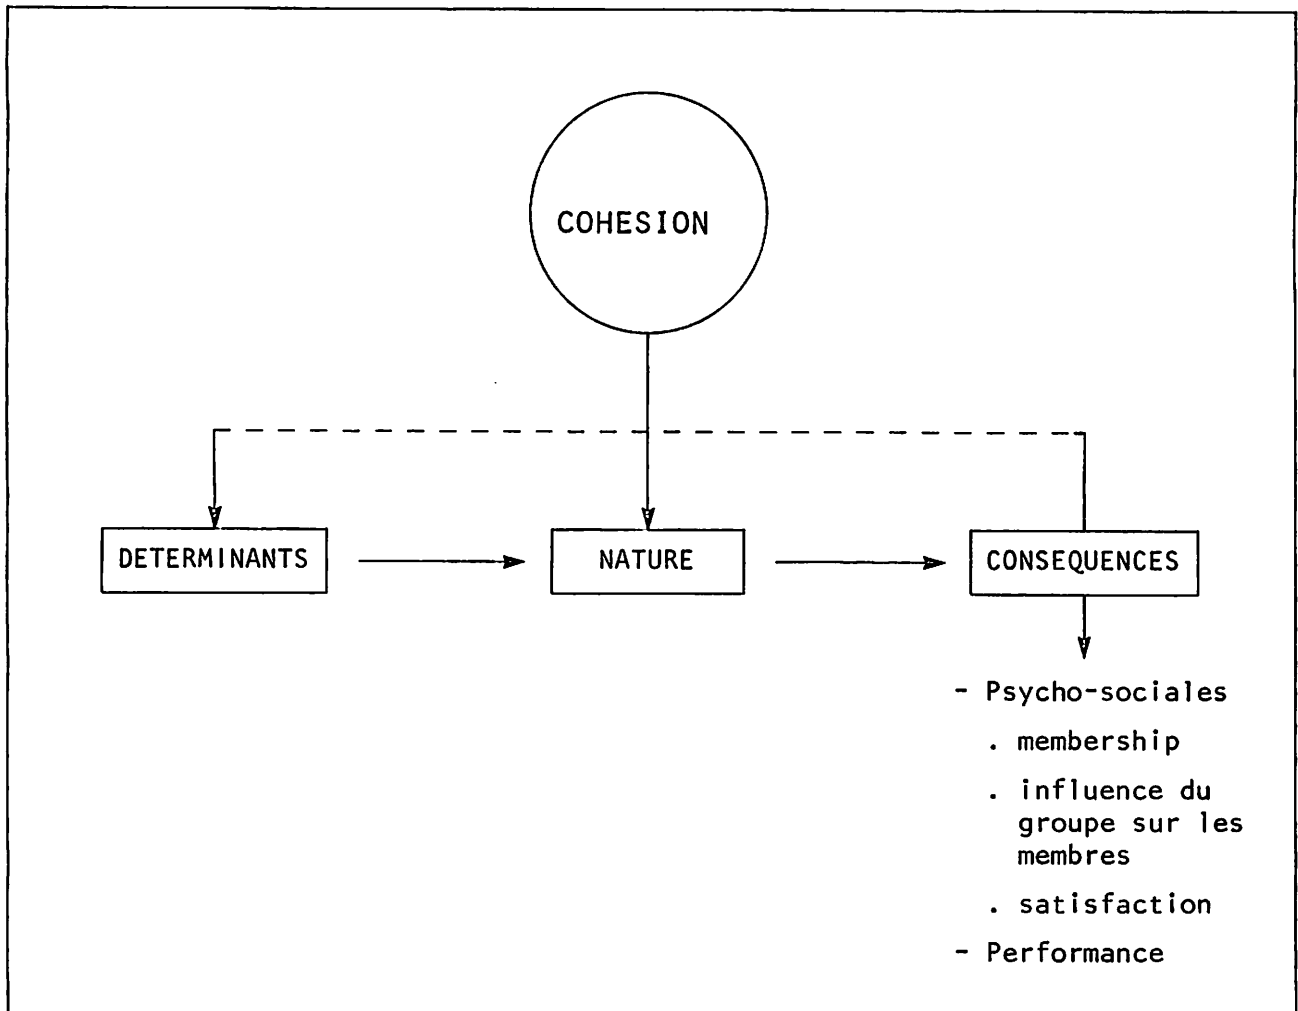 COHESION
DETERMINANTS
NATURE
CONSEQUENCES
- Psycho-sociales
. membership
. influence du
groupe sur les
membres
. satisfaction
- Performance